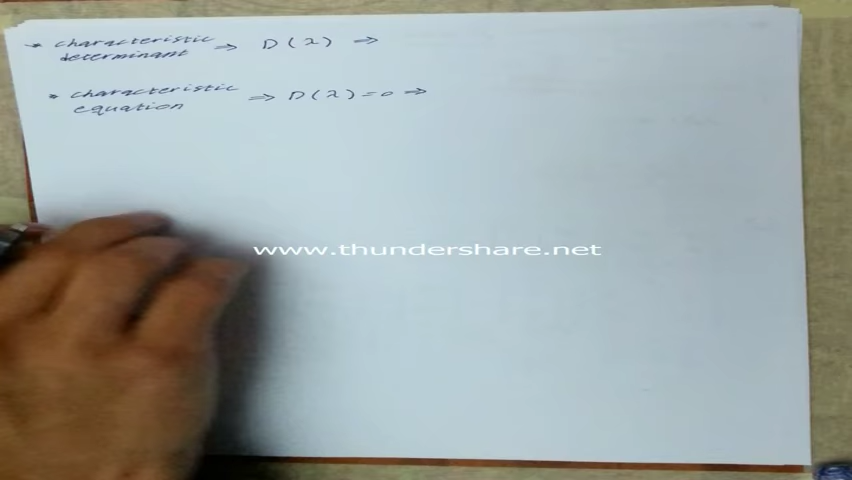 * characteristic determinant ⇒ D(λ) ⇒
* characteristic equation ⇒ D(λ)=0 ⇒
www.thundershare.net